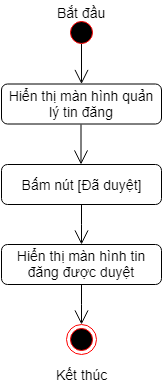 Bắt đầu
Hiển thị màn hình quản
lý tin đăng
Bấm nút [Đã duyệt]
Hiển thị màn hình tin
đăng được duyệt
Kết thúc